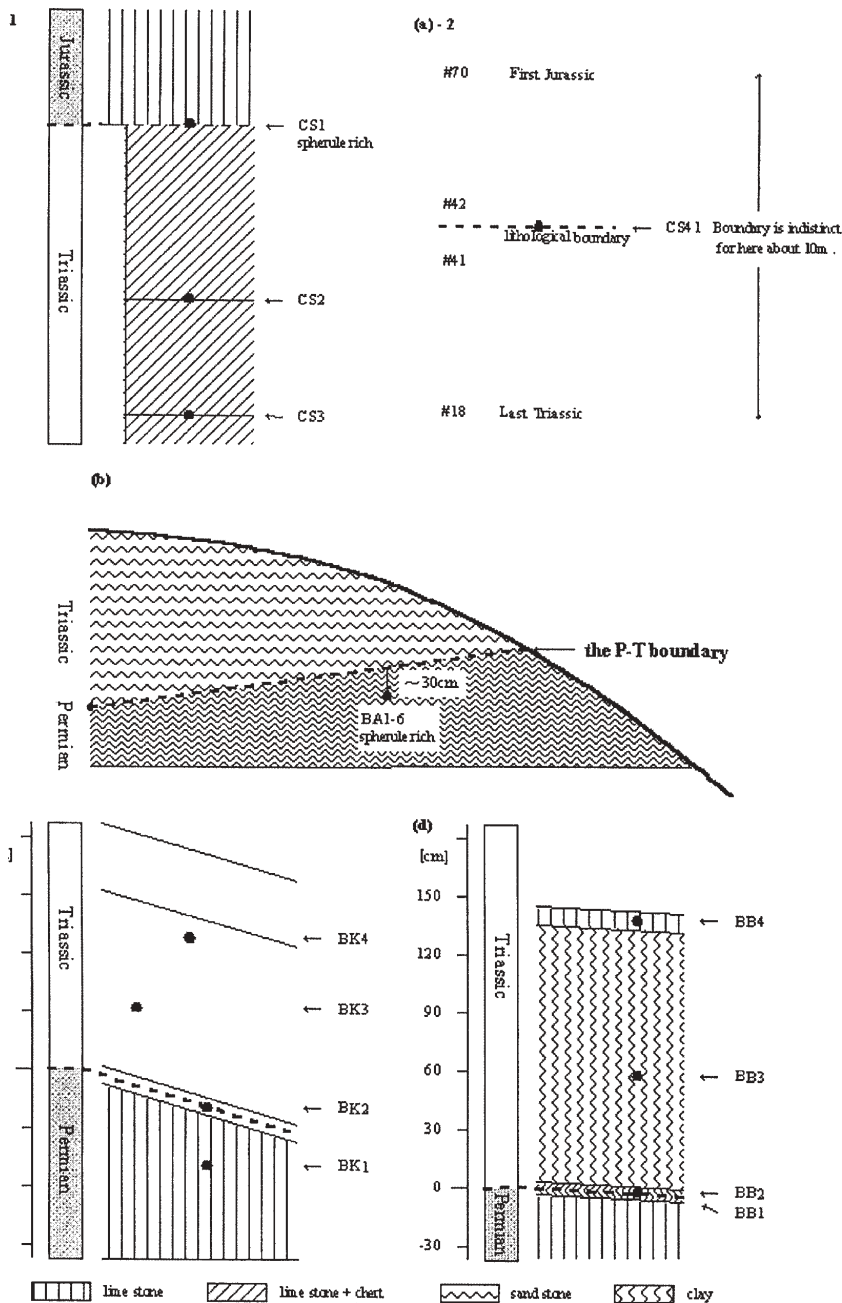 1
Jurassic
Triassic
CS1
spherule rich
CS2
CS3
(a) - 2
#70 First Jurassic
#42
lithological boundary
CS41 Boundary is indistinct
for here about 10m.
#41
#18 Last Triassic
(b)
Triassic
Permian
the P-T boundary
~30cm
BA1-6
spherule rich
]
Triassic
Permian
BK4
BK3
BK2
BK1
(d)
[cm]
150
120
90
60
30
0
-30
Triassic
Permian
BB4
BB3
BB2
BB1
lime stone
lime stone + chert
sand stone
clay